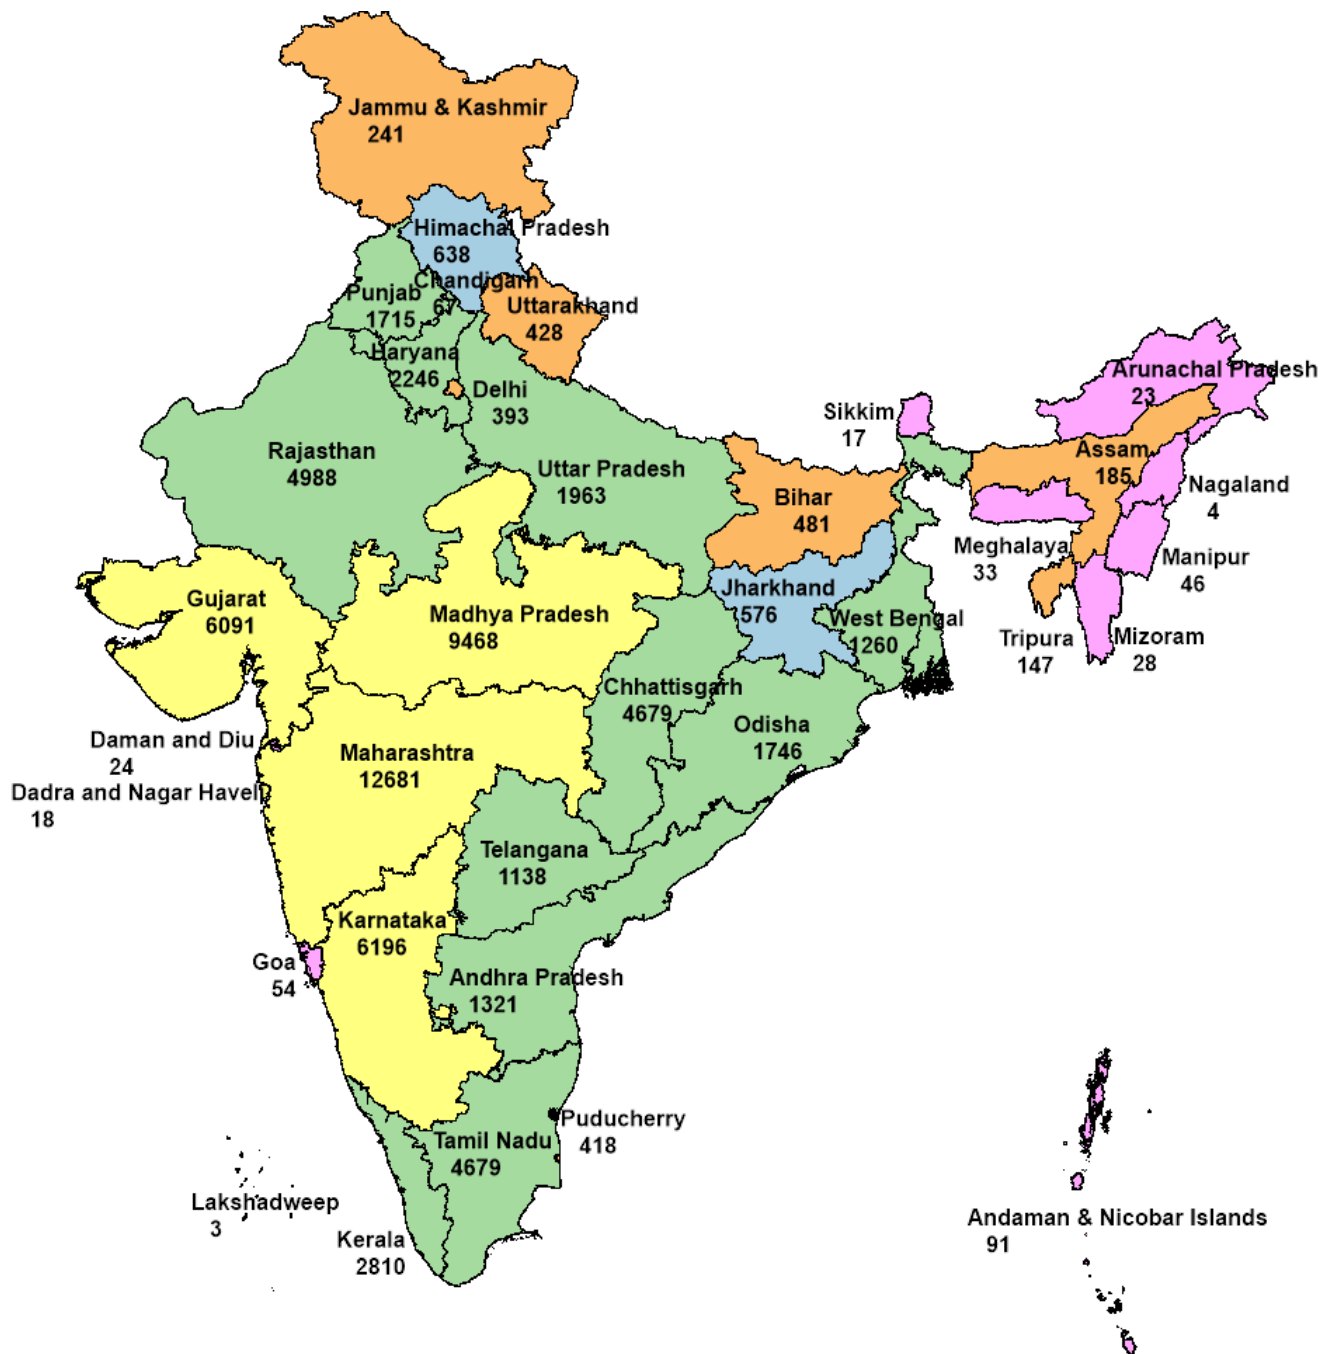 Jammu & Kashmir
241
Himachal Pradesh
638
Chandigarh
67
Punjab
1715
Uttarakhand
428
Haryana
2246
Delhi
393
Arunachal Pradesh
23
Sikkim
17
Rajasthan
4988
Uttar Pradesh
1963
Assam
185
Bihar
481
Nagaland
4
Meghalaya
33
Manipur
46
Jharkhand
576
Gujarat
6091
Madhya Pradesh
9468
West Bengal
1260
Tripura
147
Mizoram
28
Chhattisgarh
4679
Odisha
1746
Daman and Diu
24
Maharashtra
12681
Dadra and Nagar Haveli
18
Telangana
1138
Karnataka
6196
Goa
54
Andhra Pradesh
1321
Puducherry
418
Tamil Nadu
4679
Lakshadweep
3
Kerala
2810
Andaman & Nicobar Islands
91